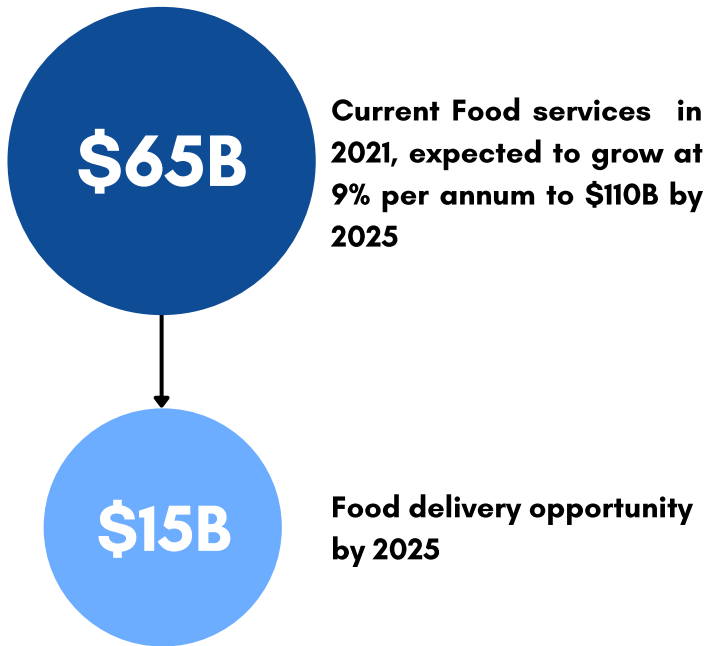 $65B
Current Food services in
2021, expected to grow at
9% per annum to $110B by
2025
$15B
Food delivery opportunity
by 2025